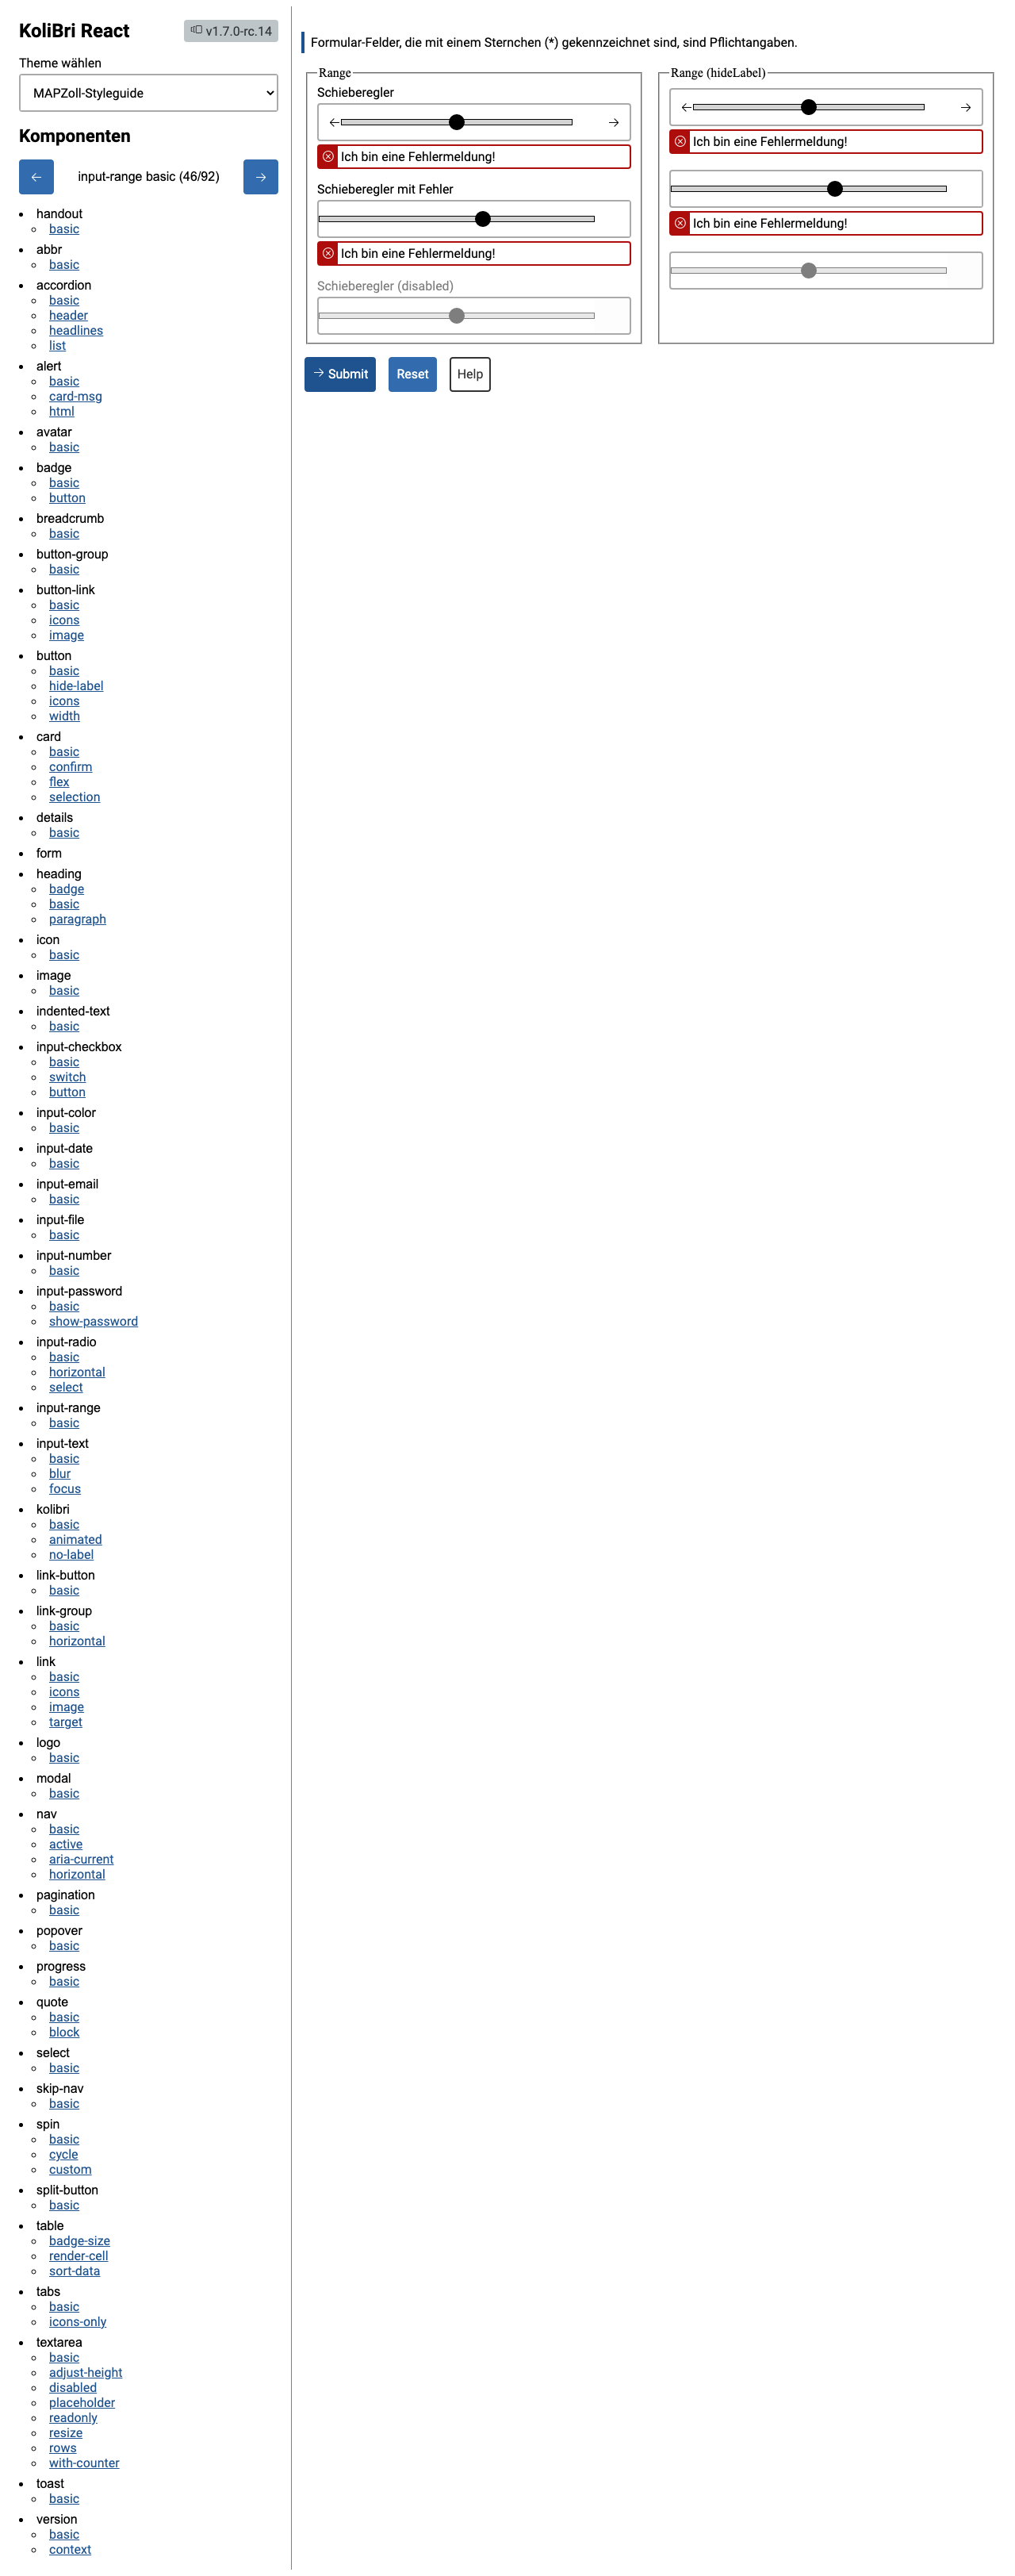 KoliBri React
v1.7.0-rc.14
Theme wählen
MAPZoll-Styleguide
Komponenten
input-range basic (46/92)
handout
basic
abbr
basic
accordion
basic
header
headlines
list
alert
basic
card-msg
html
avatar
basic
badge
basic
button
breadcrumb
basic
button-group
basic
button-link
basic
icons
image
button
basic
hide-label
icons
width
card
basic
confirm
flex
selection
details
basic
form
heading
badge
basic
paragraph
icon
basic
image
basic
indented-text
basic
input-checkbox
basic
switch
button
input-color
basic
input-date
basic
input-email
basic
input-file
basic
input-number
basic
input-password
basic
show-password
input-radio
basic
horizontal
select
input-range
basic
input-text
basic
blur
focus
kolibri
basic
animated
no-label
link-button
basic
link-group
basic
horizontal
link
basic
icons
image
target
logo
basic
modal
basic
nav
basic
active
aria-current
horizontal
pagination
basic
popover
basic
progress
basic
quote
basic
block
select
basic
skip-nav
basic
spin
basic
cycle
custom
split-button
basic
table
badge-size
render-cell
sort-data
tabs
basic
icons-only
textarea
basic
adjust-height
disabled
placeholder
readonly
resize
rows
with-counter
toast
basic
version
basic
context
Formular-Felder, die mit einem Sternchen (*) gekennzeichnet sind, sind Pflichtangaben.
Range
Schieberegler
Ich bin eine Fehlermeldung!
Schieberegler mit Fehler
Ich bin eine Fehlermeldung!
Schieberegler (disabled)
Range (hideLabel)
Ich bin eine Fehlermeldung!
Ich bin eine Fehlermeldung!
Submit
Reset
Help